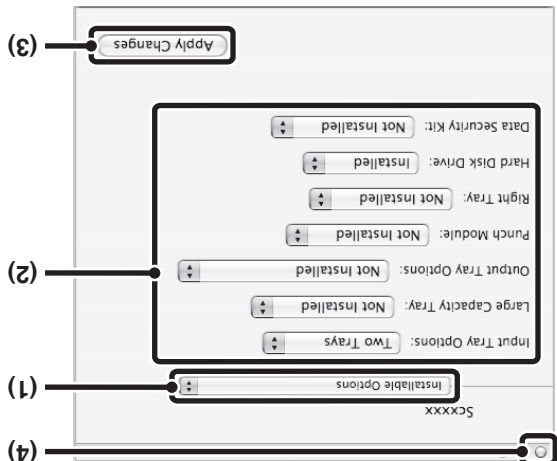 (4)
Scxxxx
(1) Installable Options
Input Tray Options: Two Trays
Large Capacity Tray: Not Installed
(2) Output Tray Options: Not Installed
Punch Module: Not Installed
Right Tray: Not Installed
Hard Disk Drive: Installed
Data Security Kit: Not Installed
(3) Apply Changes